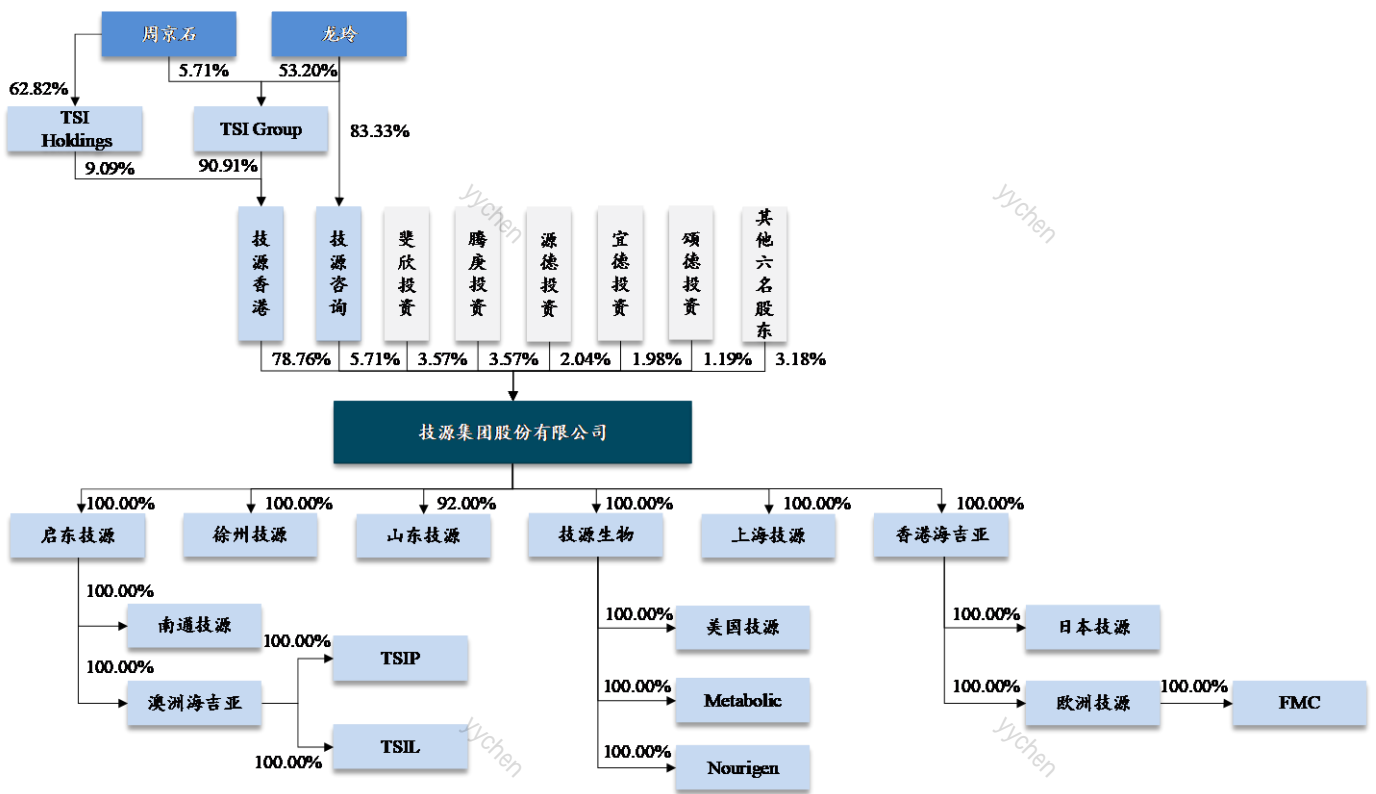 周京石
龙玲
5.71%
53.20%
62.82%
TSI
Holdings
TSI Group
83.33%
9.09%
90.91%
技源香港
技源咨询
斐欣投资
腾庚投资
源德投资
宜德投资
颂德投资
其他六名股东
yychen
yychen
78.76%
5.71%
3.57%
3.57%
2.04%
1.98%
1.19%
3.18%
技源集团股份有限公司
100.00%
100.00%
92.00%
100.00%
100.00%
100.00%
启东技源
徐州技源
山东技源
技源生物
上海技源
香港海吉亚
100.00%
南通技源
100.00%
美国技源
100.00%
日本技源
100.00%
TSIP
100.00%
澳洲海吉亚
100.00%
Metabolic
100.00%
欧洲技源
100.00%
FMC
100.00%
TSIL
100.00%
Nourigen
yychen
yychen